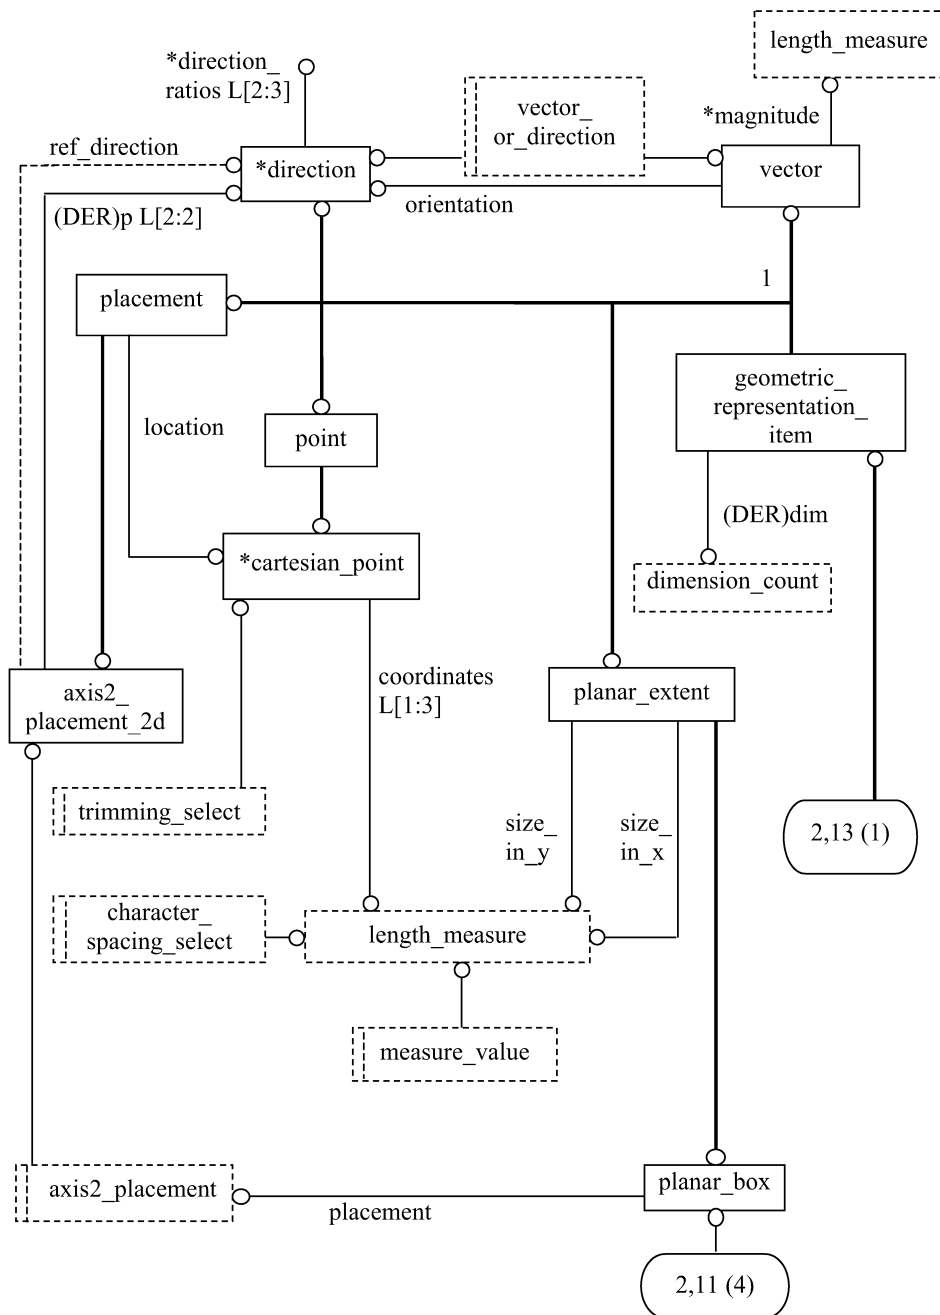 length_measure
*direction_
ratios L[2:3]
vector_
or_direction
*magnitude
ref_direction
*direction
vector
(DER)p L[2:2]
orientation
1
placement
geometric_
representation_
item
location
point
(DER)dim
*cartesian_point
dimension_count
axis2_
placement_2d
coordinates
L[1:3]
planar_extent
trimming_select
size_
in_y
size_
in_x
2,13 (1)
character_
spacing_select
length_measure
measure_value
axis2_placement
placement
planar_box
2,11 (4)